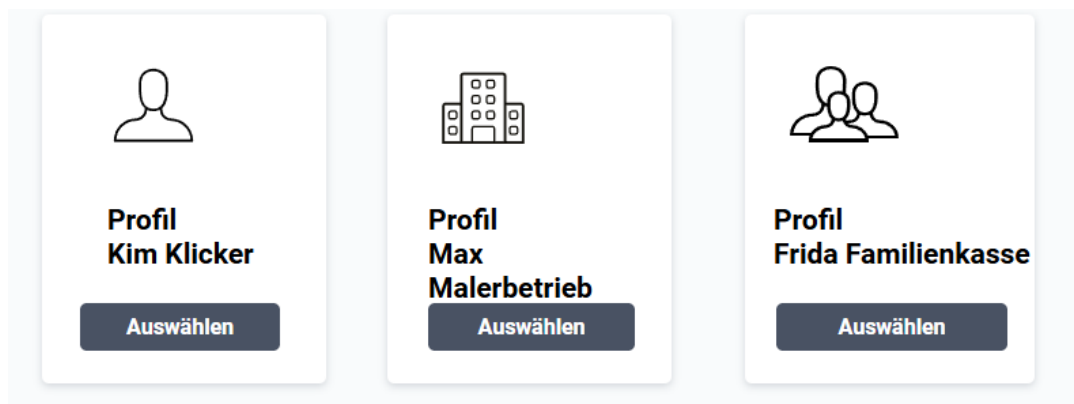 Profil
Kim Klicker
Auswählen
Profil
Max
Malerbetrieb
Auswählen
Profil
Frida Familienkasse
Auswählen